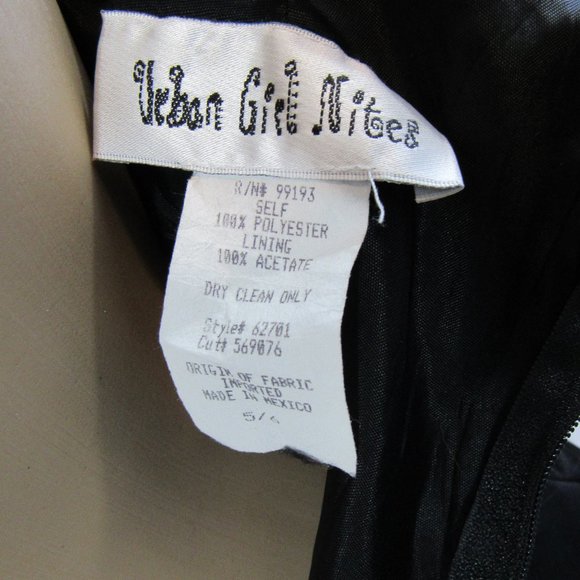 Urban Girl Nites
R/N# 99193
SELF
100% POLYESTER
LINING
100% ACETATE
DRY CLEAN ONLY
Style# 62701
Cut# 569076
ORIGIN OF FABRIC
IMPORTED
MADE IN MEXICO
5/6